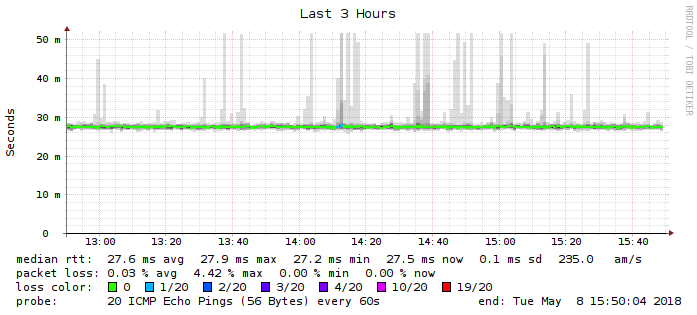 Last 3 Hours
RRDTOOL / TOBI OETIKER
Seconds
50 m
40 m
30 m
20 m
10 m
0
13:00 13:20 13:40 14:00 14:20 14:40 15:00 15:20 15:40
median rtt: 27.6 ms avg 27.9 ms max 27.2 ms min 27.5 ms now 0.1 ms sd 235.0 am/s
packet loss: 0.03 % avg 4.42 % max 0.00 % min 0.00 % now
loss color: 0 1/20 2/20 3/20 4/20 10/20 19/20
probe: 20 ICMP Echo Pings (56 Bytes) every 60s end: Tue May 8 15:50:04 2018